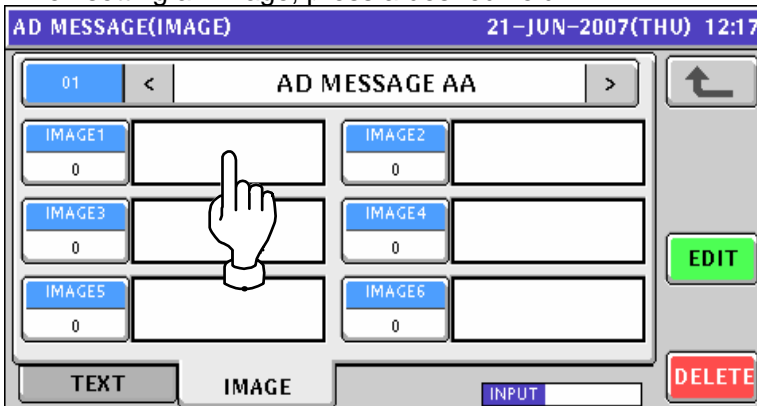 AD MESSAGE(IMAGE) 21-JUN-2007(THU) 12:17
01 < AD MESSAGE AA >
IMAGE1 IMAGE2
0 0
IMAGE3 IMAGE4
0 0
EDIT
IMAGE5 IMAGE6
0 0
TEXT IMAGE INPUT DELETE